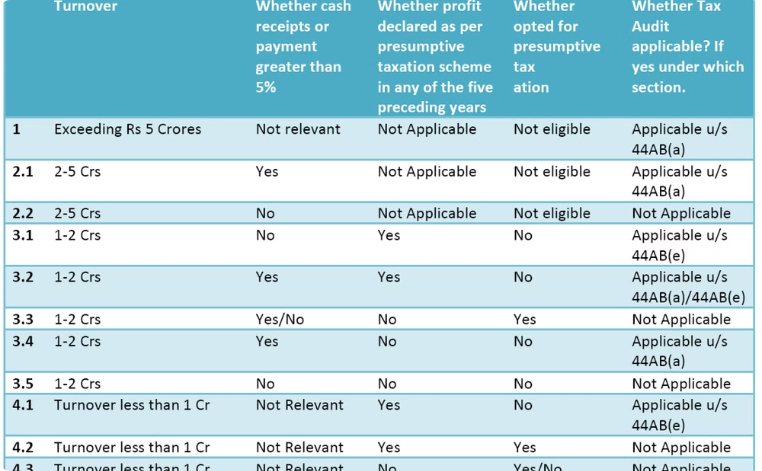 Turnover Whether cash Whether profit Whether Whether Tax
receipts or declared as per opted for Audit
payment presumptive presumptive applicable? If
greater than taxation scheme tax yes under which
5% in any of the five ation section.
preceding years
1 Exceeding Rs 5 Crores Not relevant Not Applicable Not eligible Applicable u/s
44AB(a)
2.1 2-5 Crs Yes Not Applicable Not eligible Applicable u/s
44AB(a)
2.2 2-5 Crs No Not Applicable Not eligible Not Applicable
3.1 1-2 Crs No Yes No Applicable u/s
44AB(e)
3.2 1-2 Crs Yes Yes No Applicable u/s
44AB(a)/44AB(e)
3.3 1-2 Crs Yes/No No Yes Not Applicable
3.4 1-2 Crs Yes No No Applicable u/s
44AB(a)
3.5 1-2 Crs No No No Not Applicable
4.1 Turnover less than 1 Cr Not Relevant Yes No Applicable u/s
44AB(e)
4.2 Turnover less than 1 Cr Not Relevant Yes Yes Not Applicable
4.3 Turnover less than 1 Cr Not Relevant No Yes/No Not Applicable